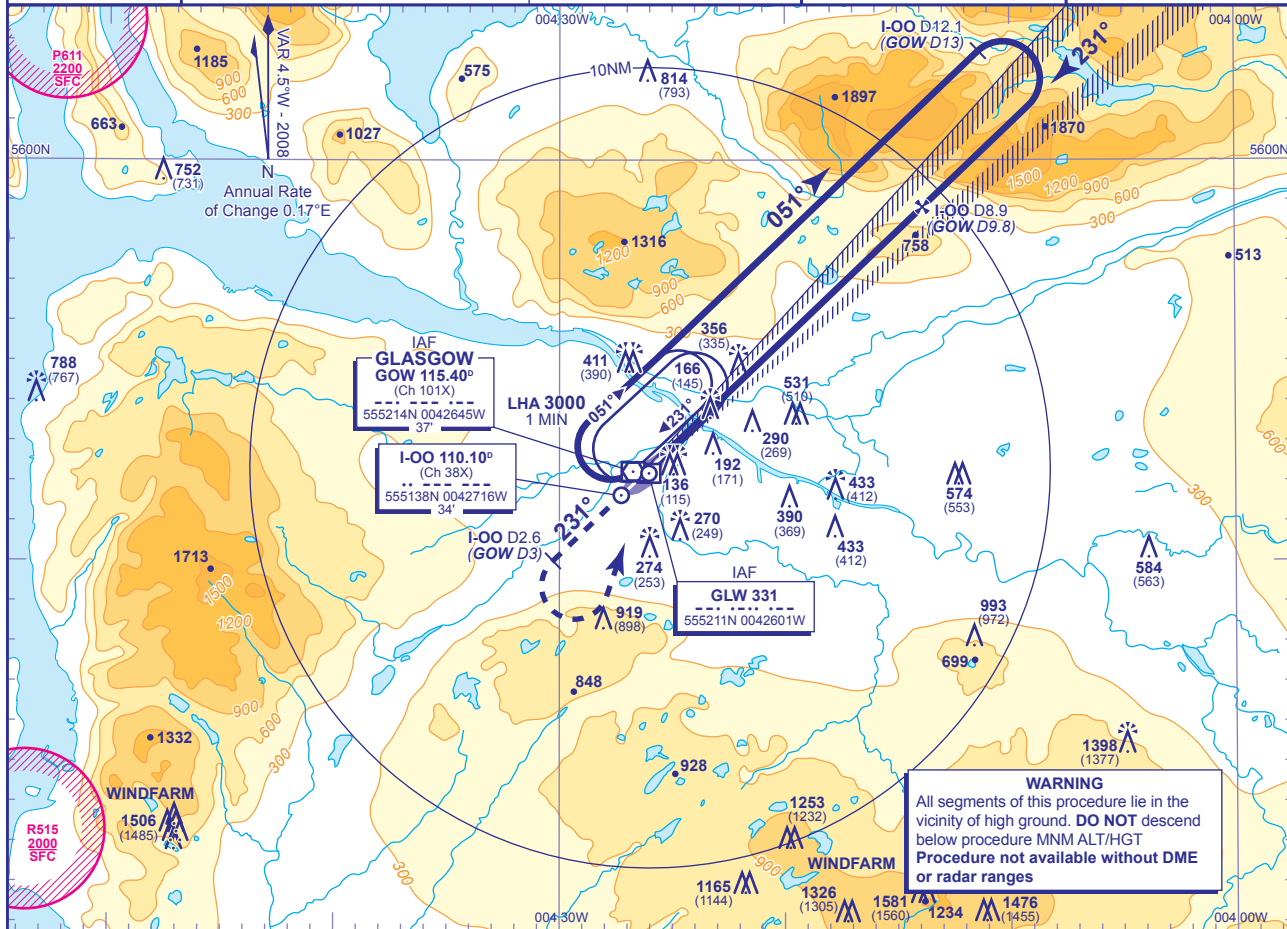 004 30W
004 00W
P611
2200
SFC
1185
900
600
300
VAR 4.5°W - 2008
575
10NM
814
(793)
I-OO D12.1
(GOW D13)
231°
1897
1870
663
1027
5600N
5600N
752
(731)
N
Annual Rate
of Change 0.17°E
1500
1200
900
600
300
051°
I-OO D8.9
(GOW D9.8)
758
513
1316
1200
900
600
300
788
(767)
IAF
GLASGOW
GOW 115.40ᴰ
(Ch 101X)
555214N 0042645W
37'
411
(390)
356
(335)
166
(145)
LHA 3000
1 MIN
051°
231°
531
(510)
290
(269)
600
I-OO 110.10ᴰ
(Ch 38X)
555138N 0042716W
34'
136
(115)
192
(171)
433
(412)
574
(553)
300
390
(369)
433
(412)
231°
I-OO D2.6
(GOW D3)
270
(249)
274
(253)
584
(563)
1713
1500
1200
IAF
GLW 331
555211N 0042601W
919
(898)
993
(972)
699
848
900
600
300
1332
1398
(1377)
928
WINDFARM
1506
(1485)
R515
2000
SFC
1253
(1232)
900
WINDFARM
WARNING
All segments of this procedure lie in the
vicinity of high ground. DO NOT descend
below procedure MNM ALT/HGT
Procedure not available without DME
or radar ranges
300
1165
(1144)
1326
(1305)
1581
(1560)
1234
1476
(1455)
004 30W
004 00W